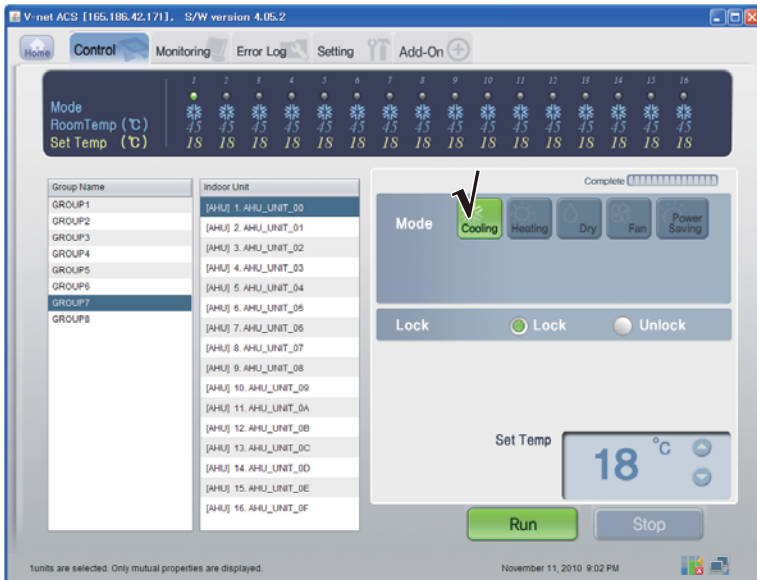 V-net ACS [165.186.42.171], S/W version 4.05.2
Home Control Monitoring Error Log Setting Add-On
1 2 3 4 5 6 7 8 9 10 11 12 13 14 15 16
Mode
RoomTemp (℃) 45 45 45 45 45 45 45 45 45 45 45 45 45 45 45 45
Set Temp (℃) 18 18 18 18 18 18 18 18 18 18 18 18 18 18 18 18
Group Name
GROUP1
GROUP2
GROUP3
GROUP4
GROUP5
GROUP6
GROUP7
GROUP8
Indoor Unit
[AHU] 1. AHU_UNIT_00
[AHU] 2. AHU_UNIT_01
[AHU] 3. AHU_UNIT_02
[AHU] 4. AHU_UNIT_03
[AHU] 5. AHU_UNIT_04
[AHU] 6. AHU_UNIT_05
[AHU] 7. AHU_UNIT_06
[AHU] 8. AHU_UNIT_07
[AHU] 9. AHU_UNIT_08
[AHU] 10. AHU_UNIT_09
[AHU] 11. AHU_UNIT_0A
[AHU] 12. AHU_UNIT_0B
[AHU] 13. AHU_UNIT_0C
[AHU] 14. AHU_UNIT_0D
[AHU] 15. AHU_UNIT_0E
[AHU] 16. AHU_UNIT_0F
Complete
Mode Cooling Heating Dry Fan Power Saving
Lock Lock Unlock
Set Temp 18 °C
Run Stop
1units are selected. Only mutual properties are displayed.
November 11, 2010 9:02 PM